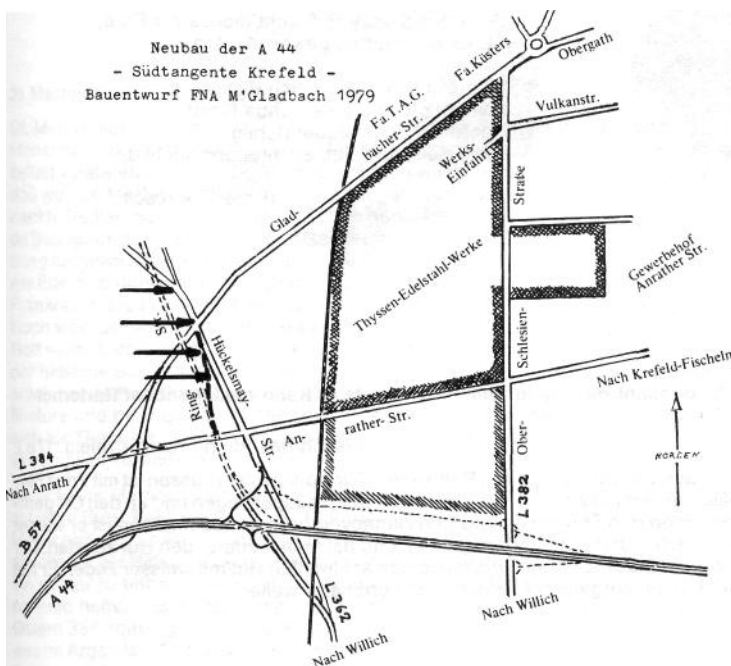 Neubau der A 44
- Südtangente Krefeld -
Bauentwurf FNA M'Gladbach 1979
Fa.Küsters
Obergath
Fa.T.A.G.
Vulkanstr.
Glad-
bacher-Str.
Werks-
Einfahrt
Straße
Schlesien-
Ober-
Thyssen-Edelstahl-Werke
Gewerbehof
Anrather Str.
Str.
Ring
Hückelsmay-
Str.
An-
rather-Str.
Nach Krefeld-Fischeln
NORDEN
L 384
Nach Anrath
B 57
A 44
L 382
L 362
Nach Willich
Nach Willich